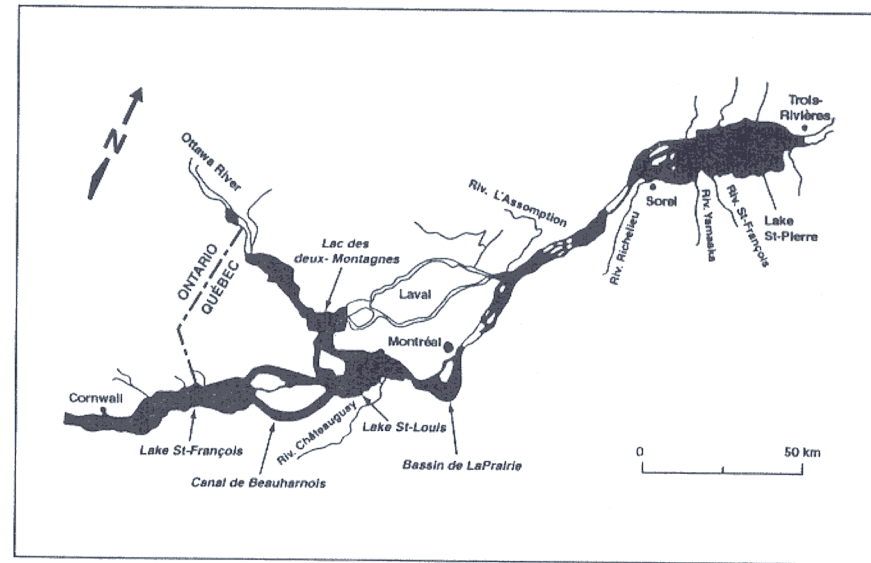 N
Ottawa River
ONTARIO
QUÉBEC
Lac des
deux- Montagnes
Riv. L'Assomption
Laval
Montréal
Trois-
Rivières
Sorel
Riv. Richelieu
Riv. Yamaska
Riv. St-François
Lake
St-Pierre
Cornwall
Lake St-François
Canal de Beauharnois
Riv. Châteauguay
Lake St-Louis
Bassin de LaPrairie
0
50 km